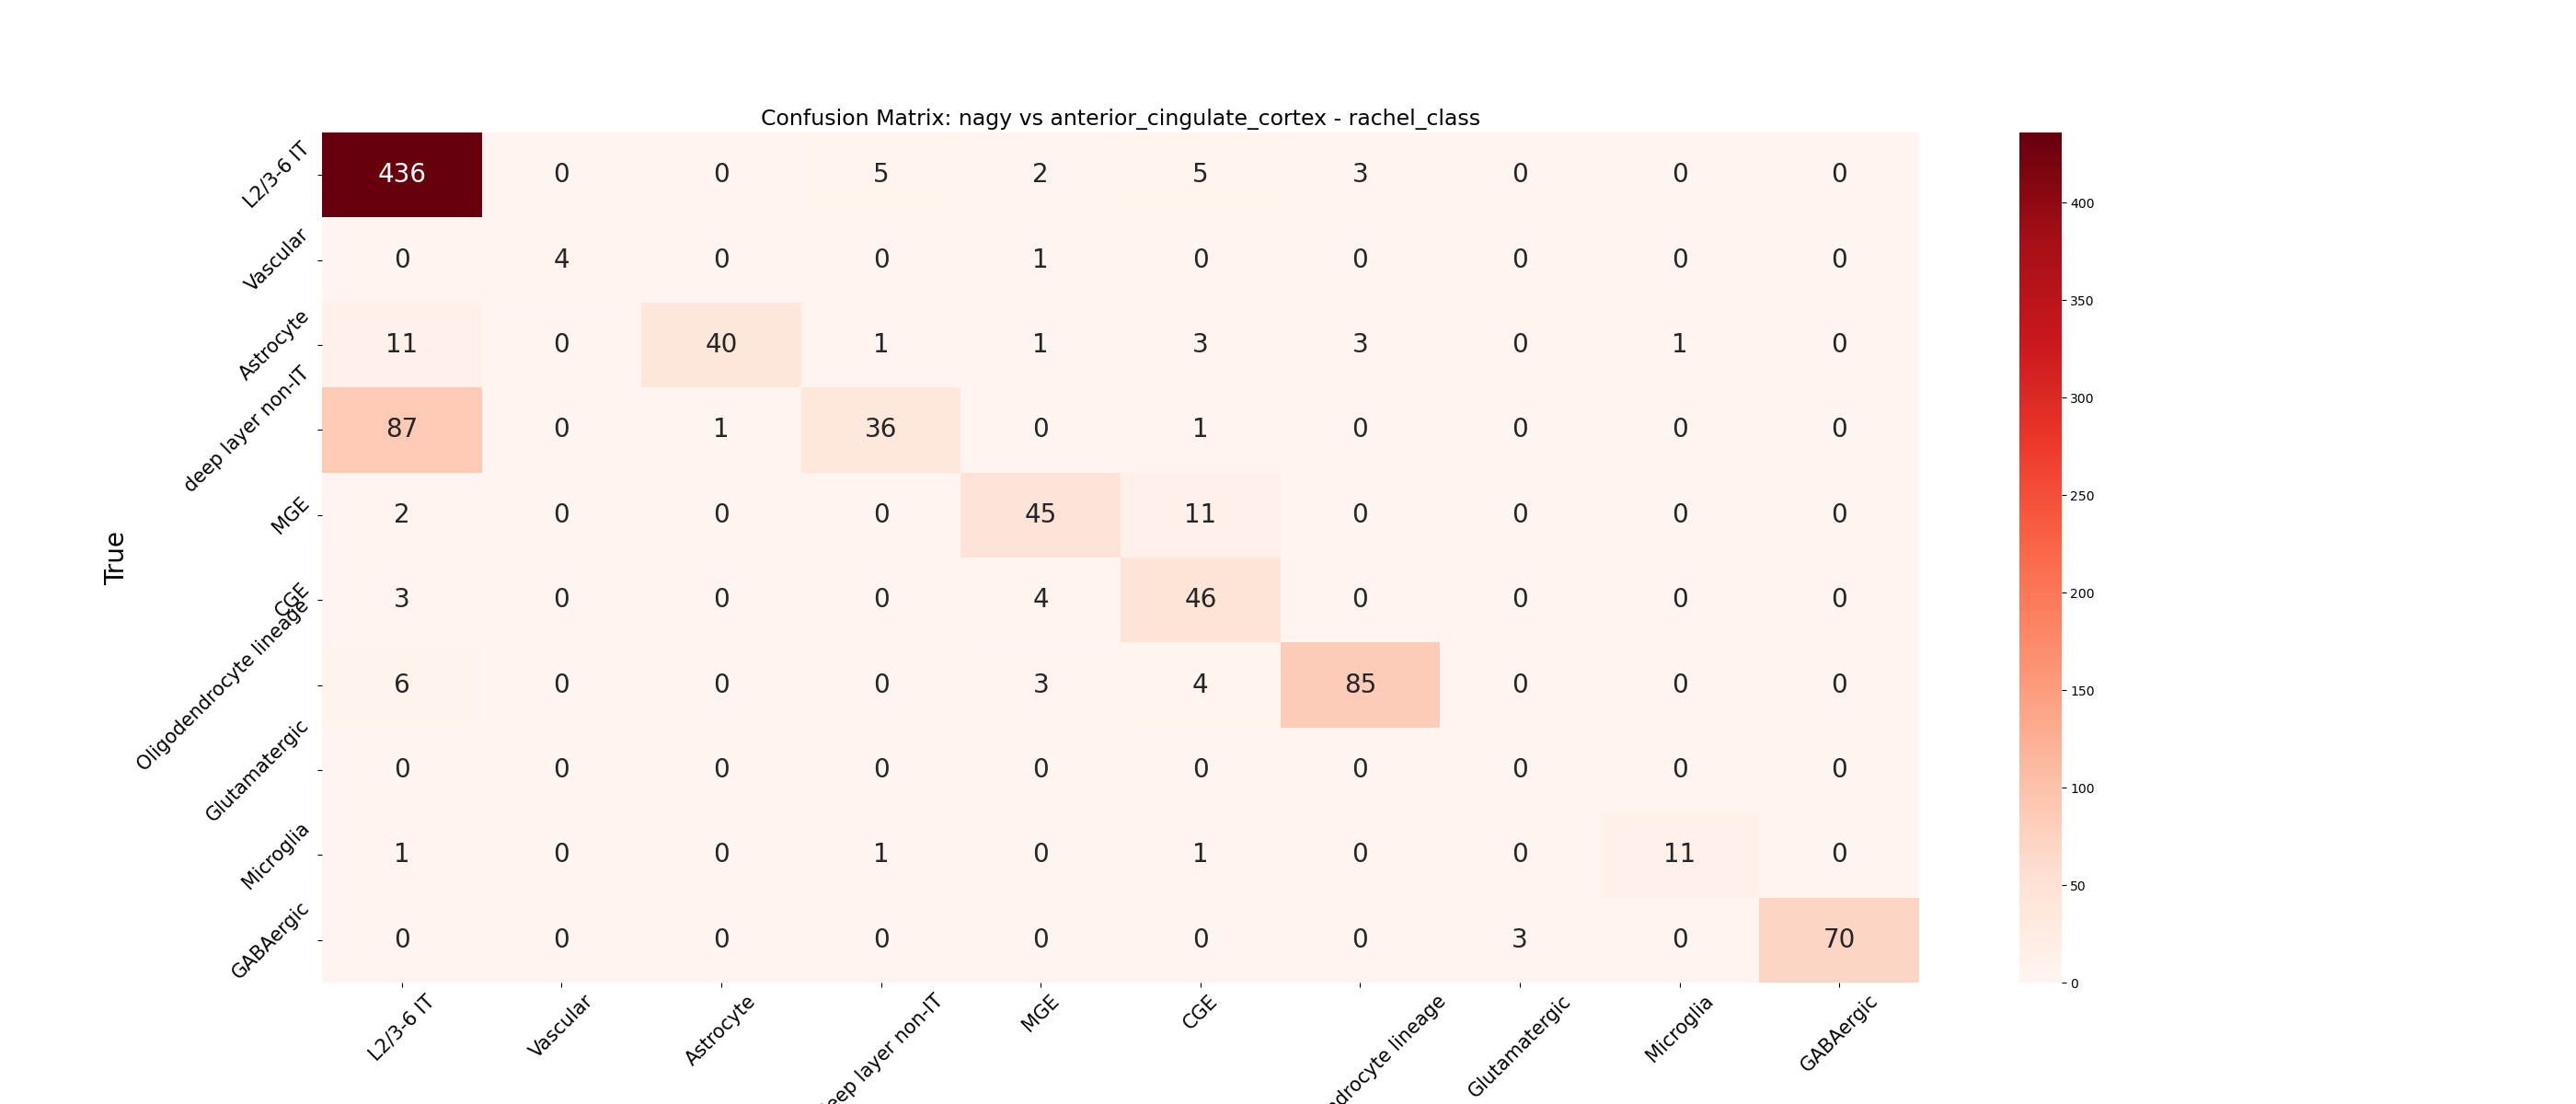 Confusion Matrix: nagy vs anterior_cingulate_cortex - rachel_class
True
L2/3-6 IT 436 0 0 5 2 5 3 0 0 0
Vascular 0 4 0 0 1 0 0 0 0 0
Astrocyte 11 0 40 1 1 3 3 0 1 0
deep layer non-IT 87 0 1 36 0 1 0 0 0 0
MGE 2 0 0 0 45 11 0 0 0 0
CGE 3 0 0 0 4 46 0 0 0 0
Oligodendrocyte lineage 6 0 0 0 3 4 85 0 0 0
Glutamatergic 0 0 0 0 0 0 0 0 0 0
Microglia 1 0 0 1 0 1 0 0 11 0
GABAergic 0 0 0 0 0 0 0 3 0 70
L2/3-6 IT
Vascular
Astrocyte
layer non-IT
MGE
CGE
lineage
Glutamatergic
Microglia
GABAergic
400
350
300
250
200
150
100
50
0